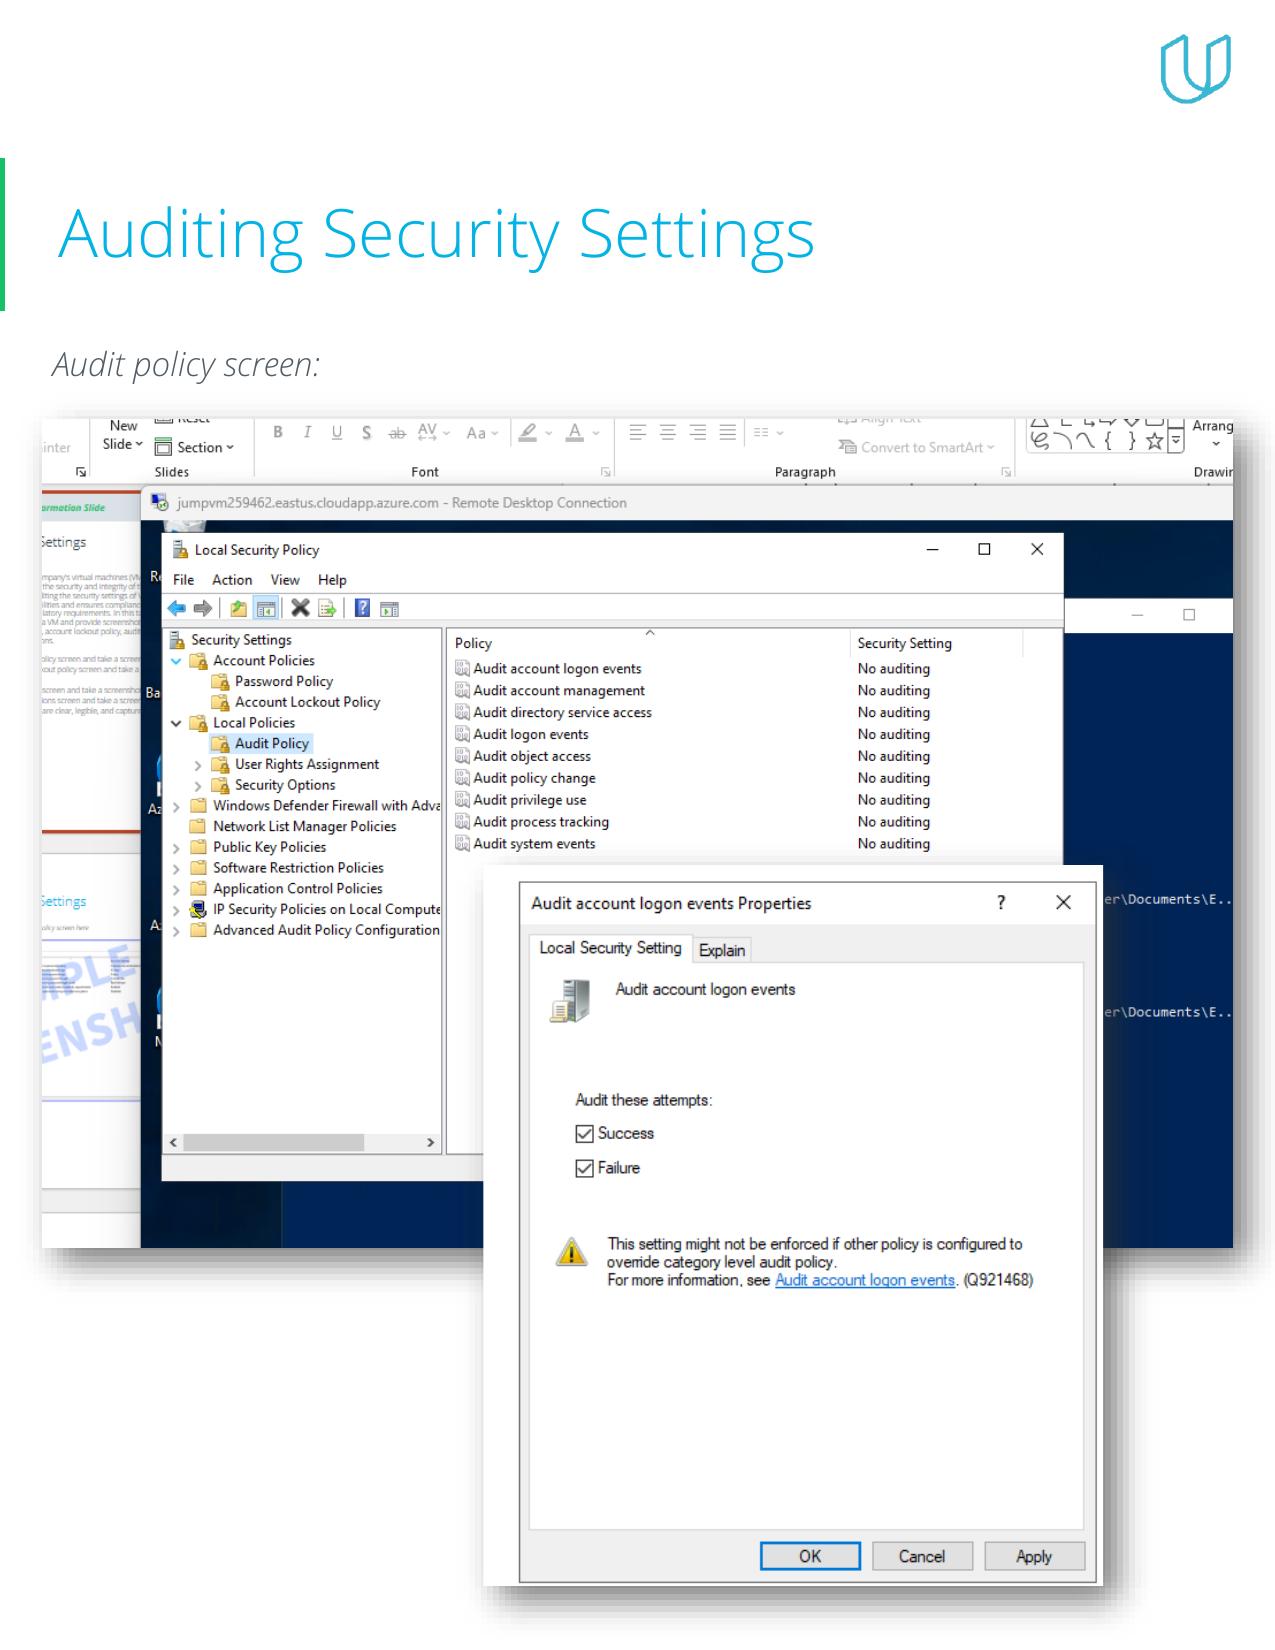 Auditing Security Settings
Audit policy screen:
New
Slide
Section
Slides
B I U S ab AV Aa A
Font
Convert to SmartArt
Paragraph
Arrang
Drawin
inter
ormation Slide
Settings
jumpvm259462.eastus.cloudapp.azure.com - Remote Desktop Connection
Local Security Policy
File Action View Help
Security Settings
Account Policies
Password Policy
Account Lockout Policy
Local Policies
Audit Policy
User Rights Assignment
Security Options
Windows Defender Firewall with Adva
Network List Manager Policies
Public Key Policies
Software Restriction Policies
Application Control Policies
IP Security Policies on Local Compute
Advanced Audit Policy Configuration
Policy Security Setting
Audit account logon events No auditing
Audit account management No auditing
Audit directory service access No auditing
Audit logon events No auditing
Audit object access No auditing
Audit policy change No auditing
Audit privilege use No auditing
Audit process tracking No auditing
Audit system events No auditing
er\Documents\E..
er\Documents\E..
Settings
olicy screen here
MPLE
ENSH
Audit account logon events Properties
Local Security Setting Explain
Audit account logon events
Audit these attempts:
Success
Failure
This setting might not be enforced if other policy is configured to
override category level audit policy.
For more information, see Audit account logon events. (Q921468)
OK Cancel Apply